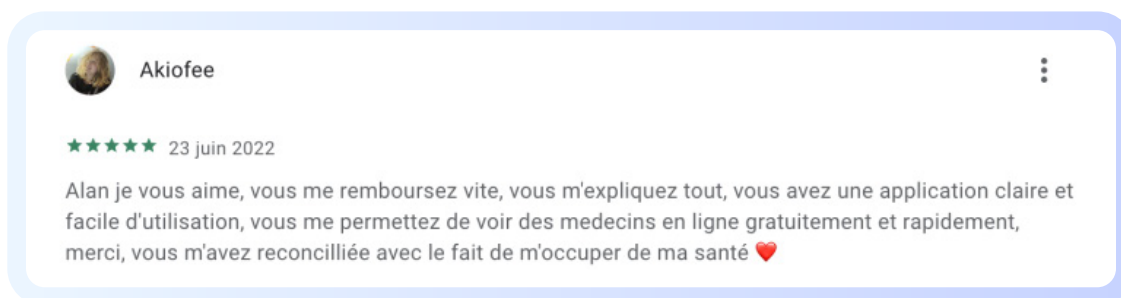 Akiofee
23 juin 2022
Alan je vous aime, vous me remboursez vite, vous m'expliquez tout, vous avez une application claire et
facile d'utilisation, vous me permettez de voir des medecins en ligne gratuitement et rapidement,
merci, vous m'avez reconcilliée avec le fait de m'occuper de ma santé ❤️